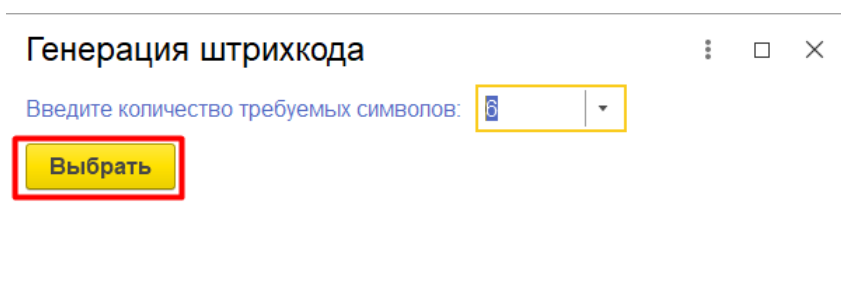 Генерация штрихкода
Введите количество требуемых символов: 6
Выбрать